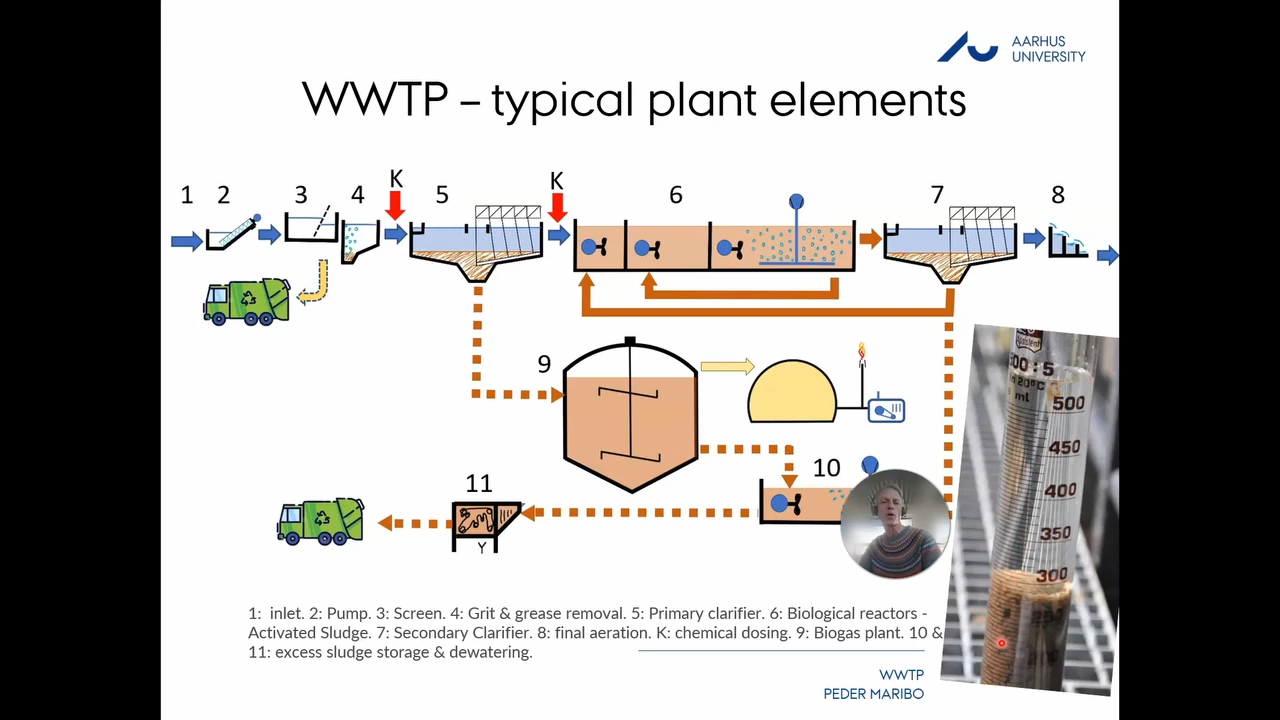 AARHUS
UNIVERSITY
WWTP – typical plant elements
1 2 3 4 K 5 K 6 7 8
9
10
11
Y
500 : 5
20°C
ml
500
450
400
350
300
250
1: inlet. 2: Pump. 3: Screen. 4: Grit & grease removal. 5: Primary clarifier. 6: Biological reactors -
Activated Sludge. 7: Secondary Clarifier. 8: final aeration. K: chemical dosing. 9: Biogas plant. 10 &
11: excess sludge storage & dewatering.
WWTP
PEDER MARIBO